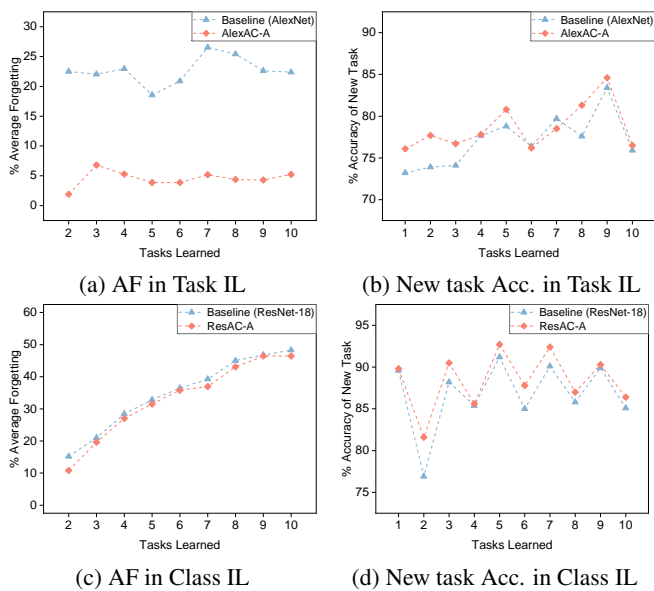 Baseline (AlexNet)
AlexAC-A
% Average Forgetting
30
25
20
15
10
5
0
2 3 4 5 6 7 8 9 10
Tasks Learned
(a) AF in Task IL
Baseline (AlexNet)
AlexAC-A
% Accuracy of New Task
90
85
80
75
70
1 2 3 4 5 6 7 8 9 10
Tasks Learned
(b) New task Acc. in Task IL
Baseline (ResNet-18)
ResAC-A
% Average Forgetting
60
50
40
30
20
10
0
2 3 4 5 6 7 8 9 10
Tasks Learned
(c) AF in Class IL
Baseline (ResNet-18)
ResAC-A
% Accuracy of New Task
95
90
85
80
75
1 2 3 4 5 6 7 8 9 10
Tasks Learned
(d) New task Acc. in Class IL